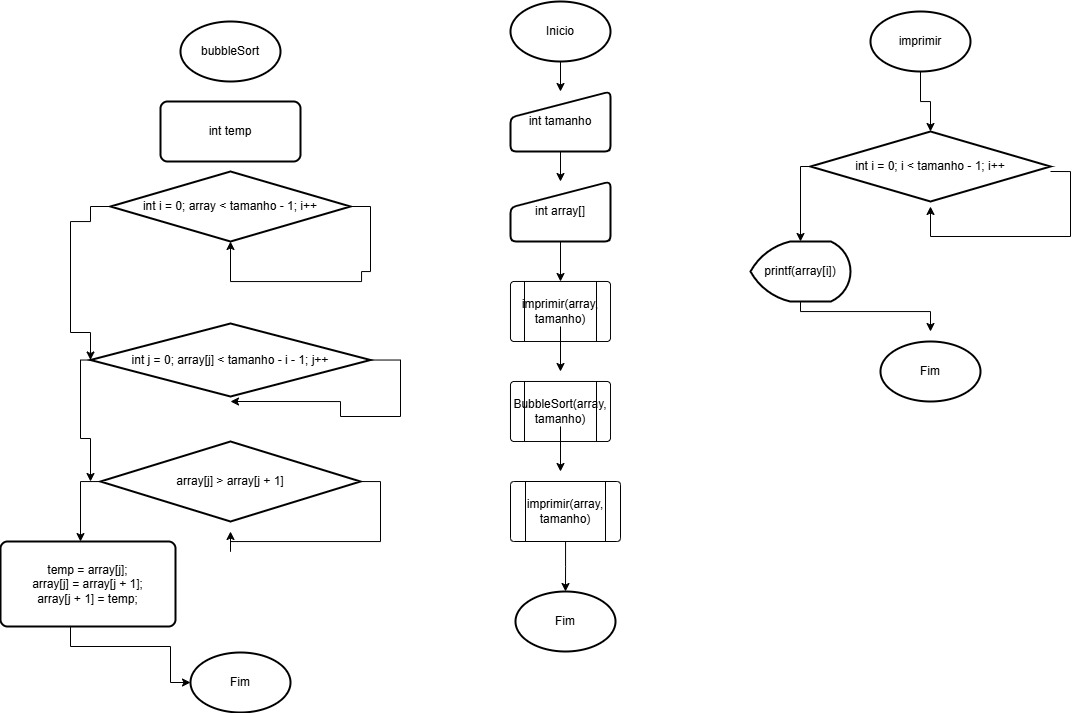 bubbleSort
int temp
int i = 0; array < tamanho - 1; i++
int j = 0; array[j] < tamanho - i - 1; j++
array[j] > array[j + 1]
temp = array[j];
array[j] = array[j + 1];
array[j + 1] = temp;
Fim
Inicio
int tamanho
int array[]
imprimir(array,
tamanho)
BubbleSort(array,
tamanho)
imprimir(array,
tamanho)
Fim
imprimir
int i = 0; i < tamanho - 1; i++
printf(array[i])
Fim